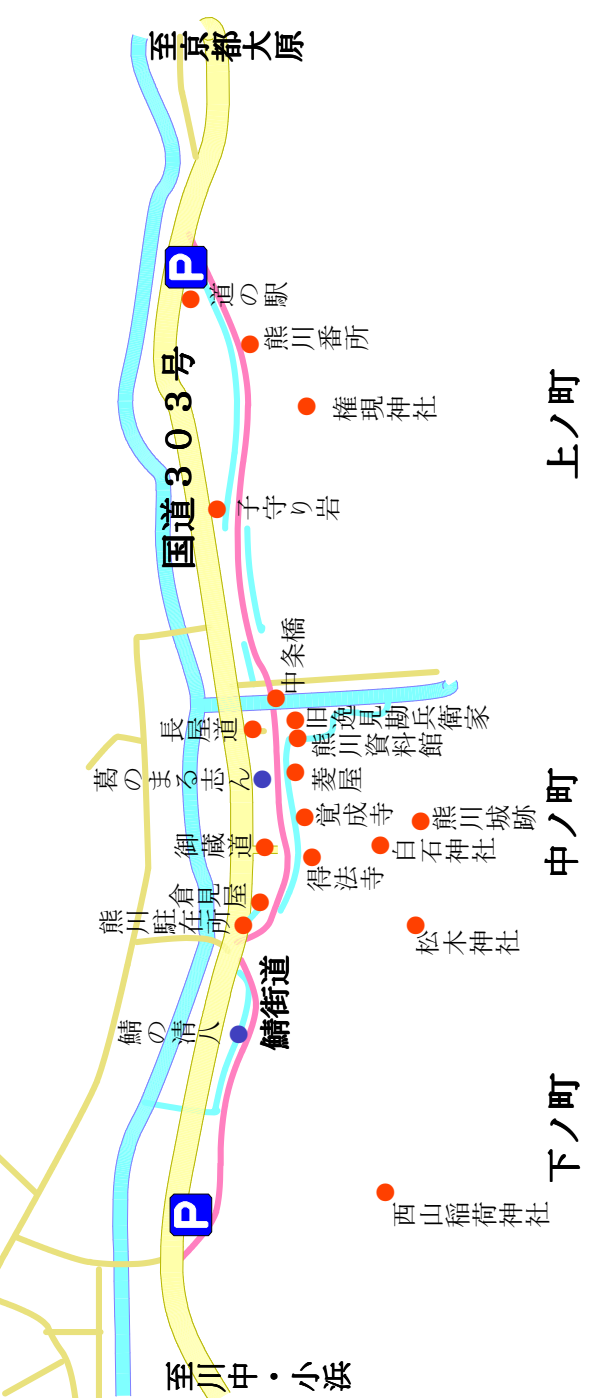 至京都大原
P
道の駅
熊川番所
権現神社
国道303号
子守り岩
上ノ町
中条橋
旧逸見勘兵衛家
長屋道
熊川資料館
葛のまる志ん
菱屋
覚成寺
熊川城跡
御蔵道
白石神社
得法寺
中ノ町
倉見屋
熊川駐在所
松木神社
鯖街道
鯖の清八
下ノ町
西山稲荷神社
P
至川中・小浜